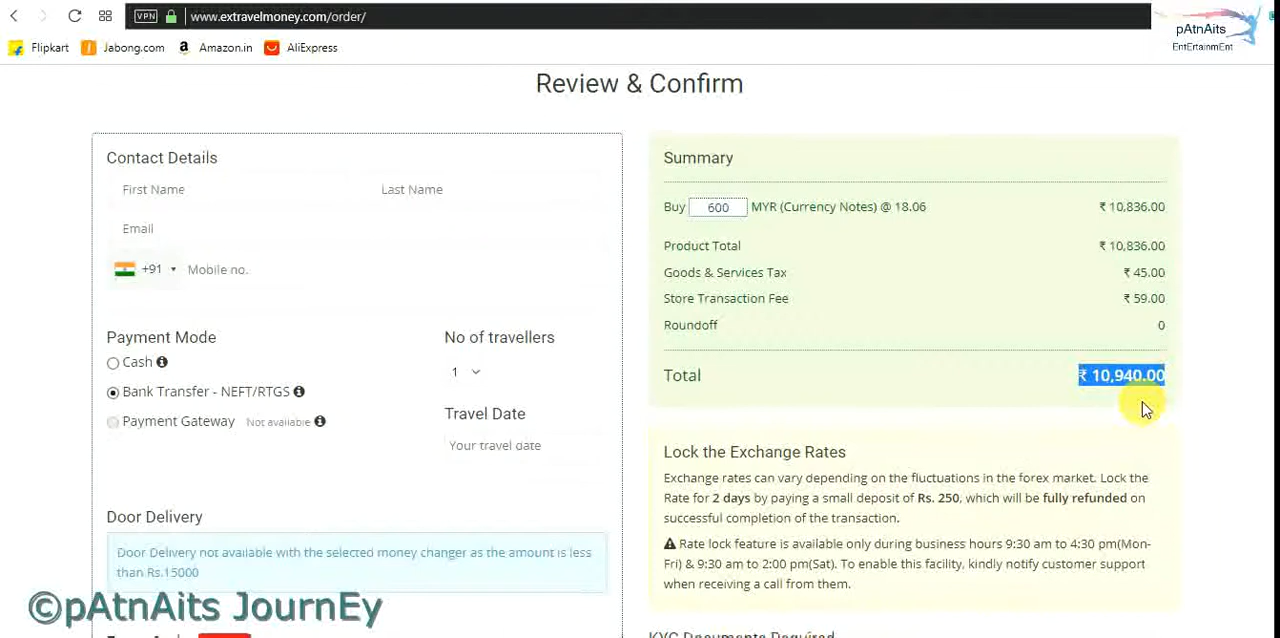 VPN www.extravelmoney.com/order/
pAtnAits
EntErtainmEnt
Flipkart Jabong.com Amazon.in AliExpress
Review & Confirm
Contact Details
First Name Last Name
Email
+91 Mobile no.
Payment Mode
Cash
Bank Transfer - NEFT/RTGS
Payment Gateway Not available
No of travellers
1
Travel Date
Your travel date
Door Delivery
Door Delivery not available with the selected money changer as the amount is less
than Rs.15000
Summary
Buy 600 MYR (Currency Notes) @ 18.06 ₹ 10,836.00
Product Total ₹ 10,836.00
Goods & Services Tax ₹ 45.00
Store Transaction Fee ₹ 59.00
Roundoff 0
Total ₹ 10,940.00
Lock the Exchange Rates
Exchange rates can vary depending on the fluctuations in the forex market. Lock the
Rate for 2 days by paying a small deposit of Rs. 250, which will be fully refunded on
successful completion of the transaction.
Rate lock feature is available only during business hours 9:30 am to 4:30 pm(Mon-
Fri) & 9:30 am to 2:00 pm(Sat). To enable this facility, kindly notify customer support
when receiving a call from them.
KYC Documents Required
©pAtnAits JournEy